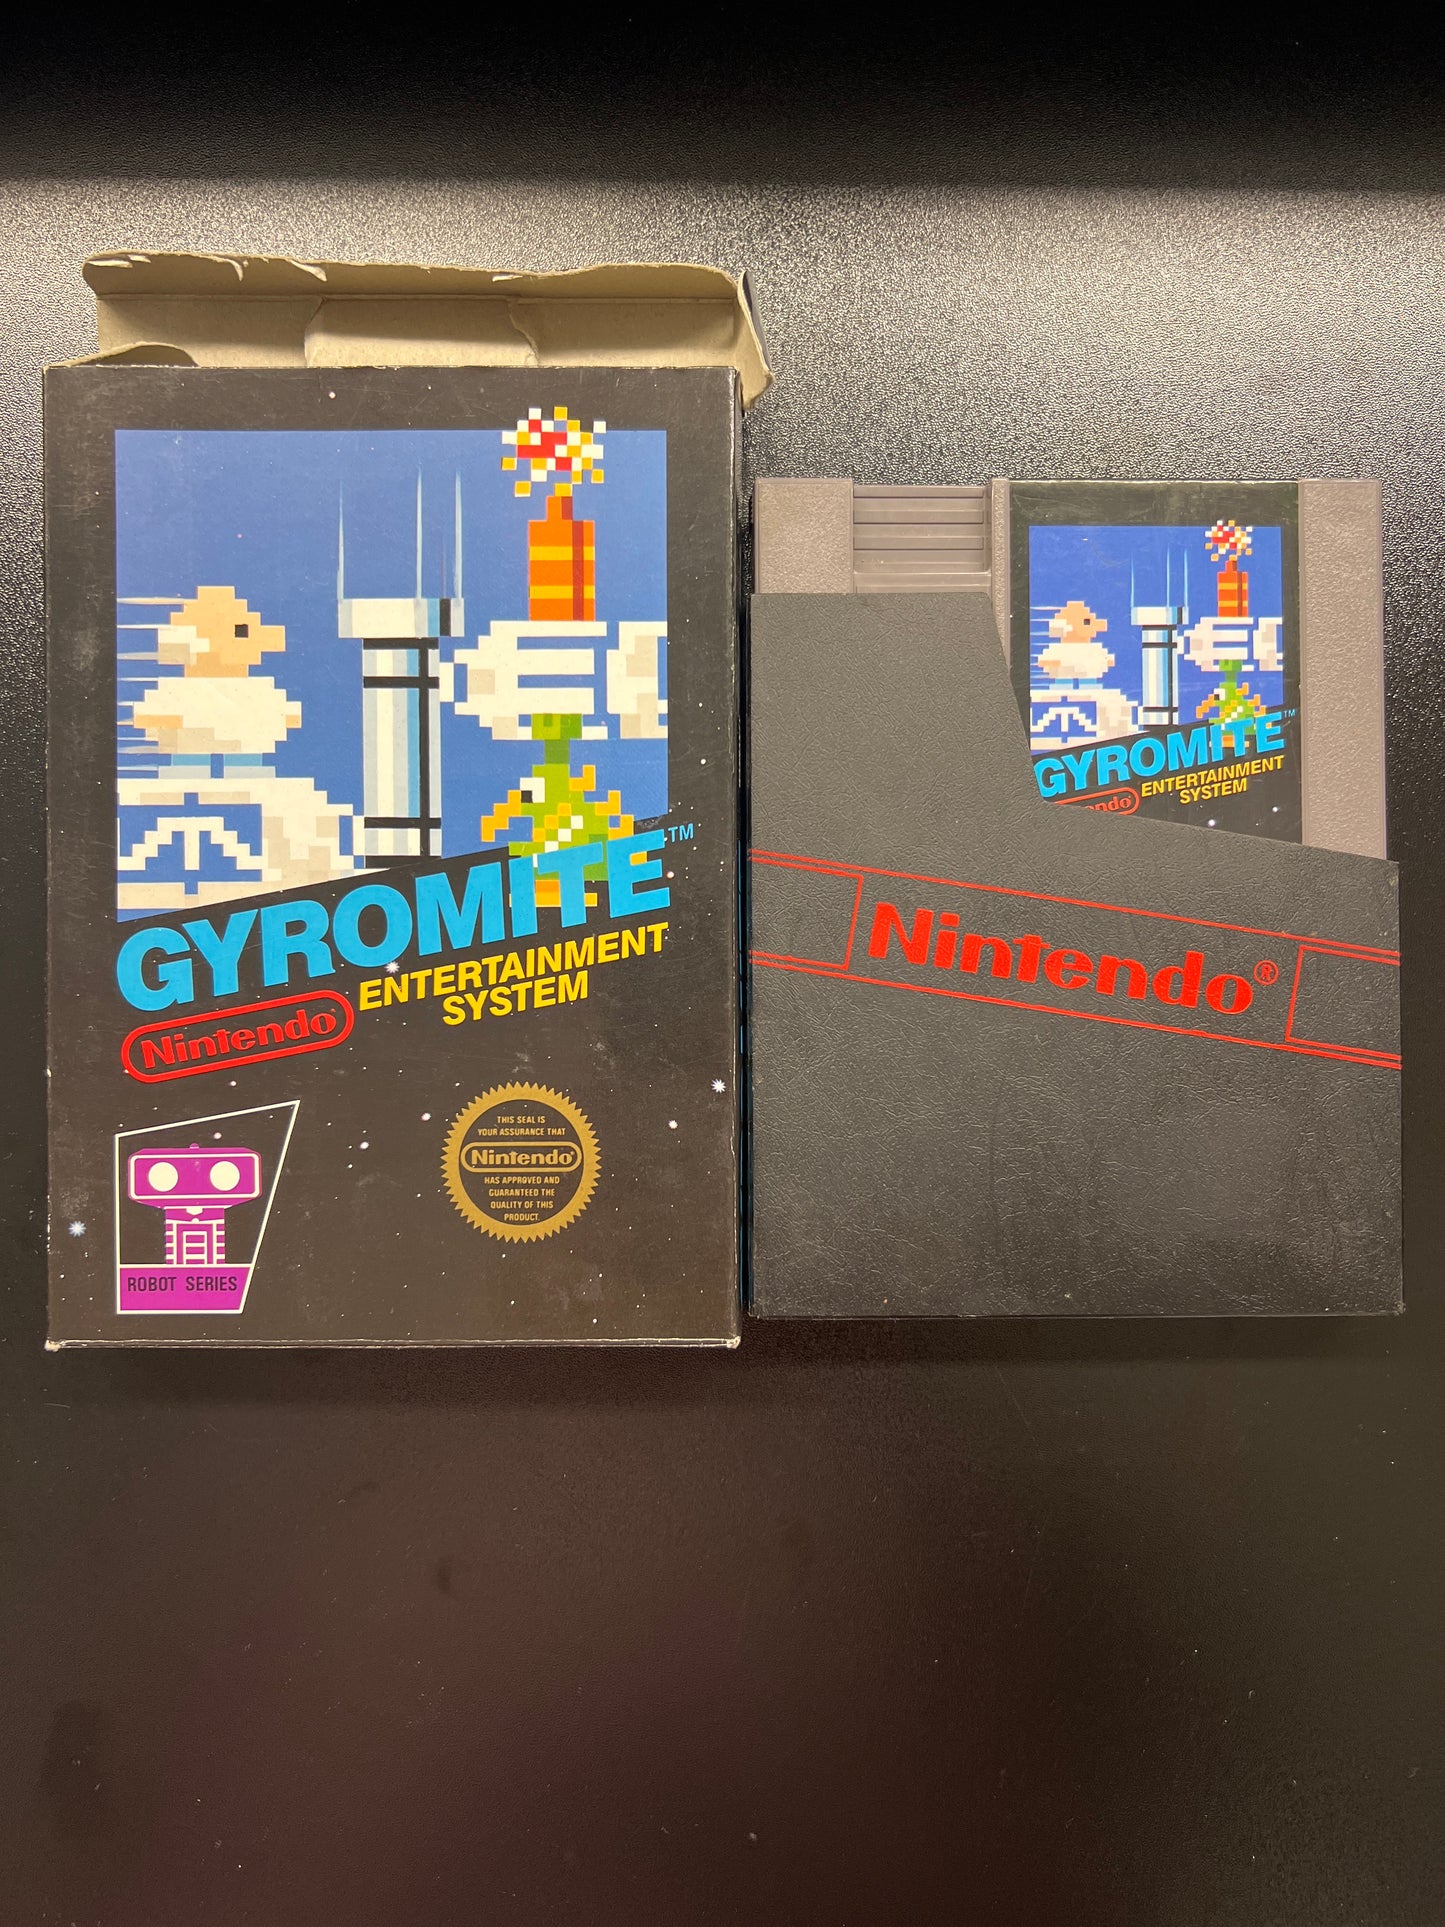 GYROMITE™
ENTERTAINMENT
SYSTEM
Nintendo®
THIS SEAL IS
YOUR ASSURANCE THAT
Nintendo
HAS APPROVED AND
GUARANTEED THE
QUALITY OF THIS
PRODUCT.
ROBOT SERIES
GYROMITE™
ENTERTAINMENT
SYSTEM
Nintendo®